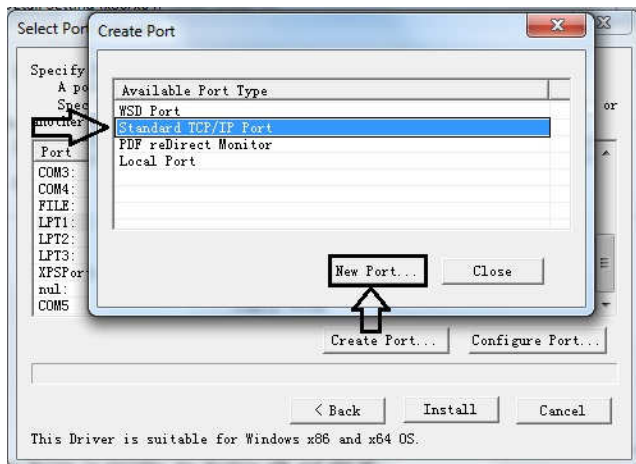 Select Port
Create Port
Specify
A po
Spec
or
another
Available Port Type
WSD Port
Standard TCP/IP Port
PDF reDirect Monitor
Local Port
Port
COM3:
COM4:
FILE:
LPT1:
LPT2:
LPT3:
XPSPor
nul:
COM5
New Port...
Close
Create Port...
Configure Port...
< Back
Install
Cancel
This Driver is suitable for Windows x86 and x64 OS.